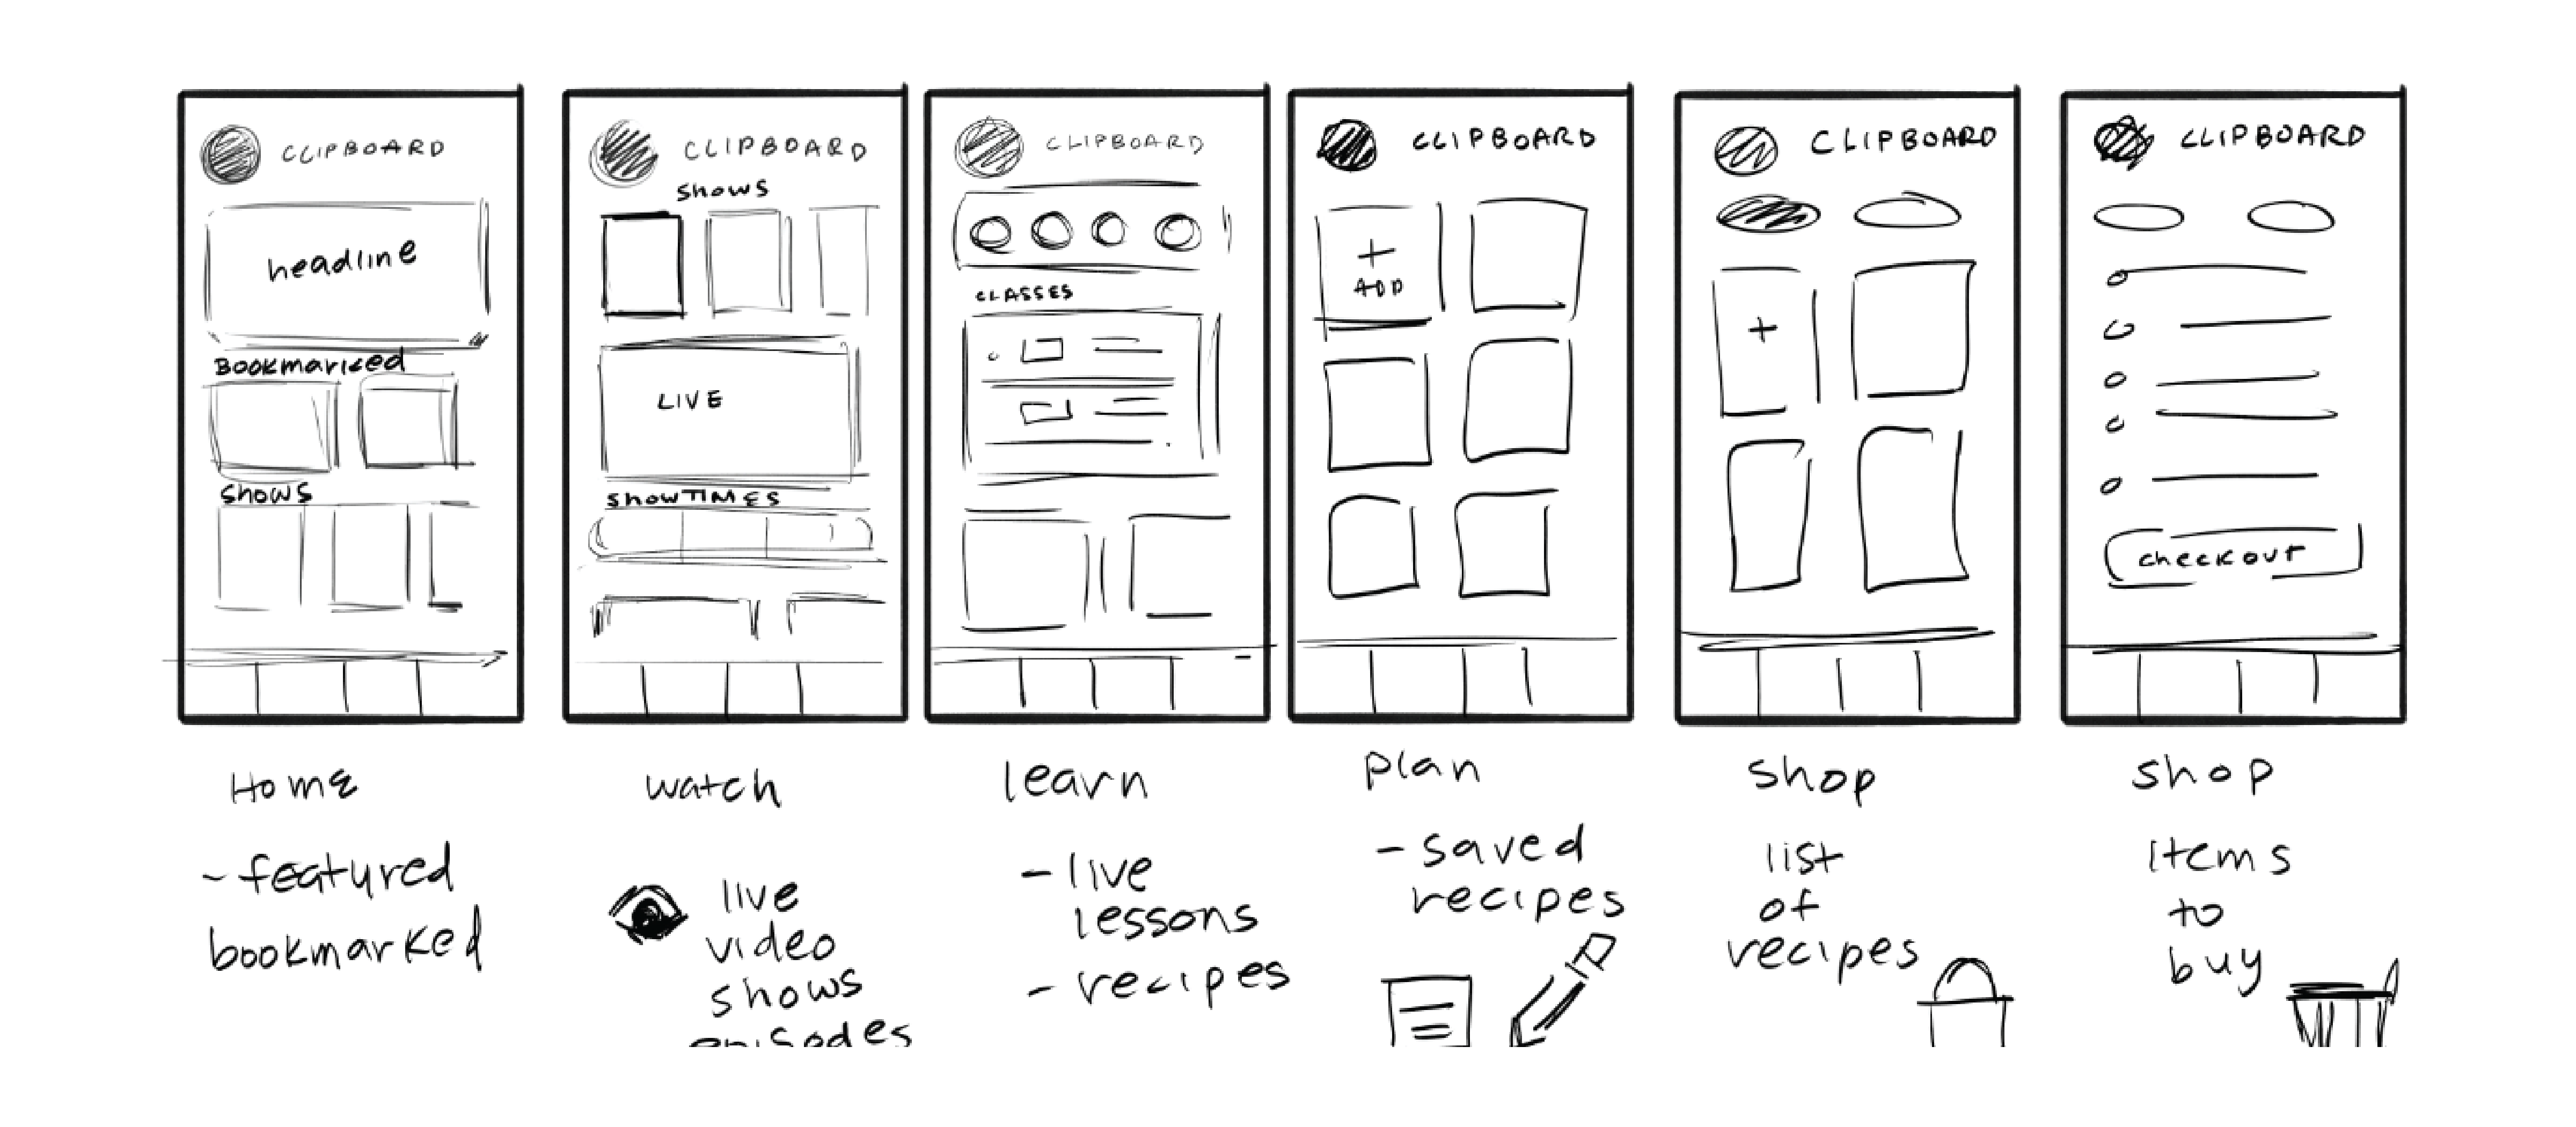 CLIPBOARD
headline
Bookmarked
Shows
CLIPBOARD
Shows
LIVE
ShowTIMES
CLIPBOARD
CLASSES
CLIPBOARD
+
ADD
CLIPBOARD
+
CLIPBOARD
checkout
Home
- featured
bookmarked
watch
live
video
shows
episodes
learn
- live
lessons
- recipes
plan
- saved
recipes
shop
list
of
recipes
shop
items
to
buy